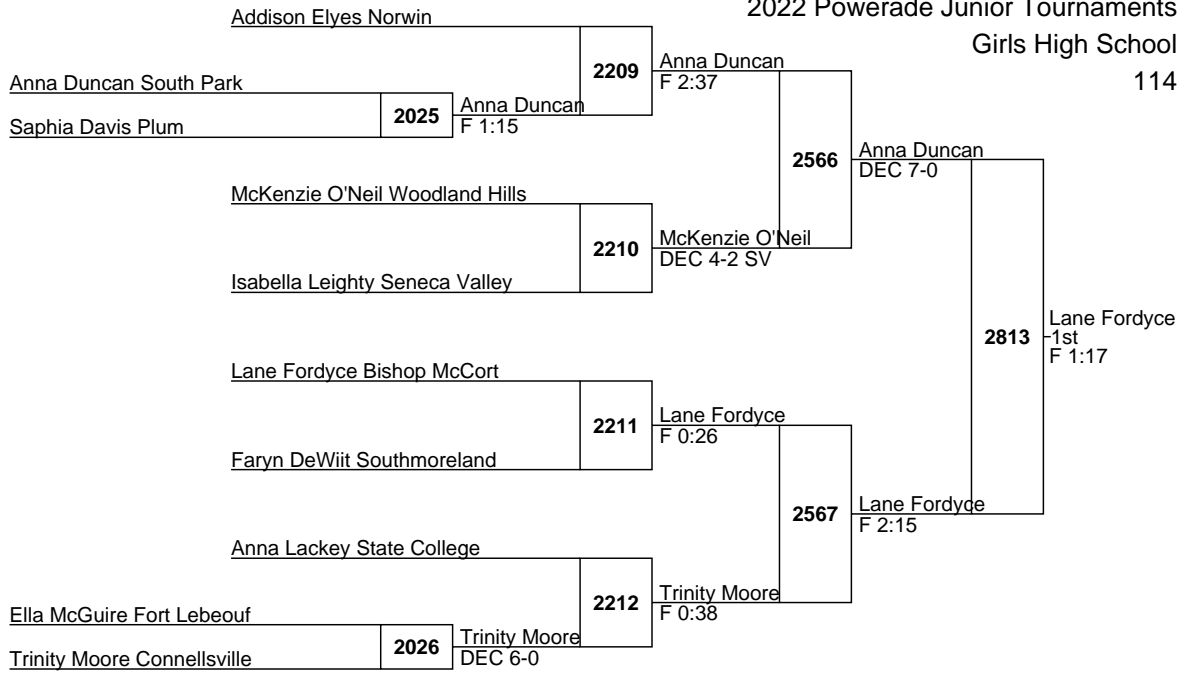 2022 Powerade Junior Tournaments
Girls High School
114
Addison Elyes Norwin
2209
Anna Duncan
F 2:37
Anna Duncan South Park
2025
Anna Duncan
F 1:15
Saphia Davis Plum
2566
Anna Duncan
DEC 7-0
McKenzie O'Neil Woodland Hills
2210
McKenzie O'Neil
DEC 4-2 SV
Isabella Leighty Seneca Valley
2813
Lane Fordyce
1st
F 1:17
Lane Fordyce Bishop McCort
2211
Lane Fordyce
F 0:26
Faryn DeWiit Southmoreland
2567
Lane Fordyce
F 2:15
Anna Lackey State College
2212
Trinity Moore
F 0:38
Ella McGuire Fort Lebeouf
2026
Trinity Moore
DEC 6-0
Trinity Moore Connellsville